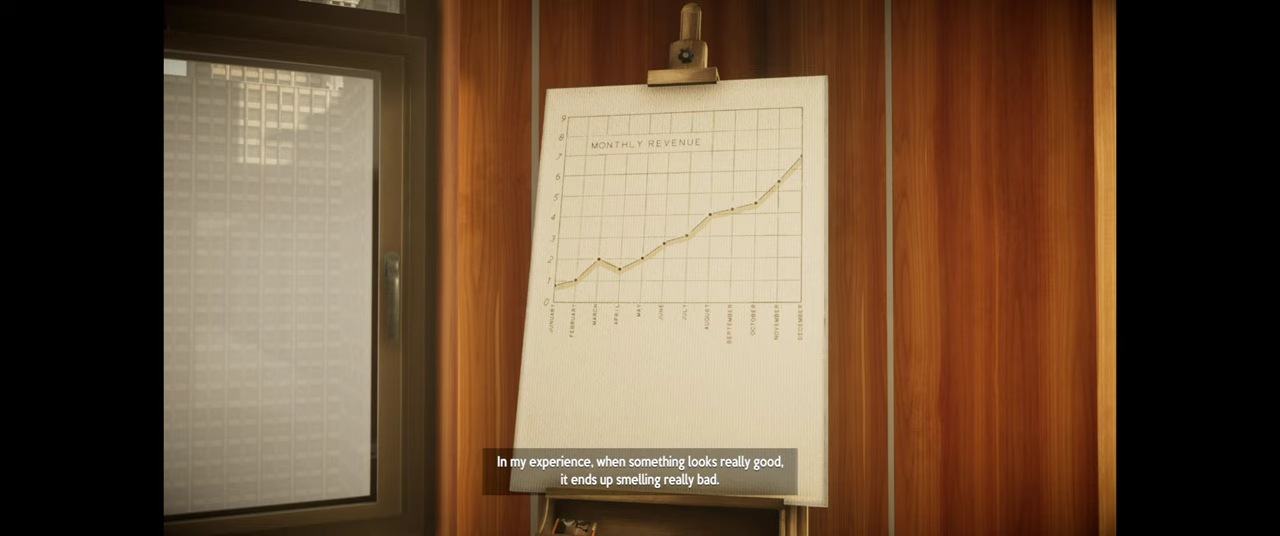 9
8
MONTHLY REVENUE
7
6
5
4
3
2
1
0
JANUARY
FEBRUARY
MARCH
APRIL
MAY
JUNE
JULY
AUGUST
SEPTEMBER
OCTOBER
NOVEMBER
DECEMBER
In my experience, when something looks really good,
it ends up smelling really bad.